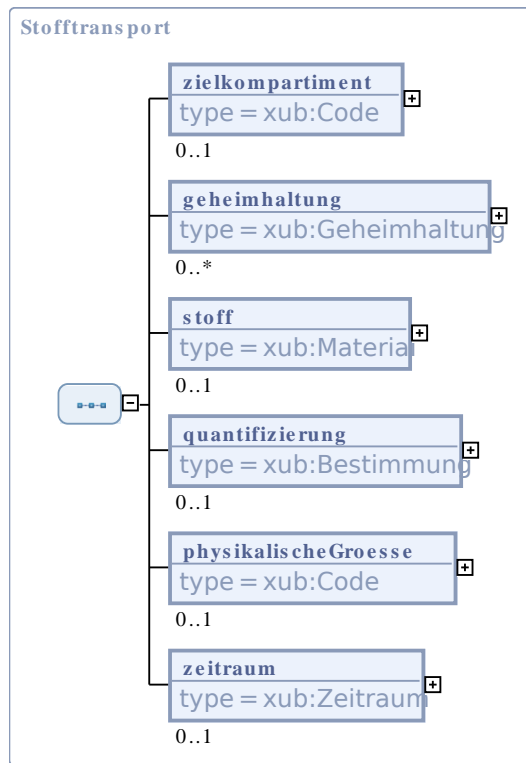 Stofftransport
zielkompartiment
type = xub:Code
0..1
geheimhaltung
type = xub:Geheimhaltung
0..*
stoff
type = xub:Material
0..1
quantifizierung
type = xub:Bestimmung
0..1
physikalischeGroesse
type = xub:Code
0..1
zeitraum
type = xub:Zeitraum
0..1